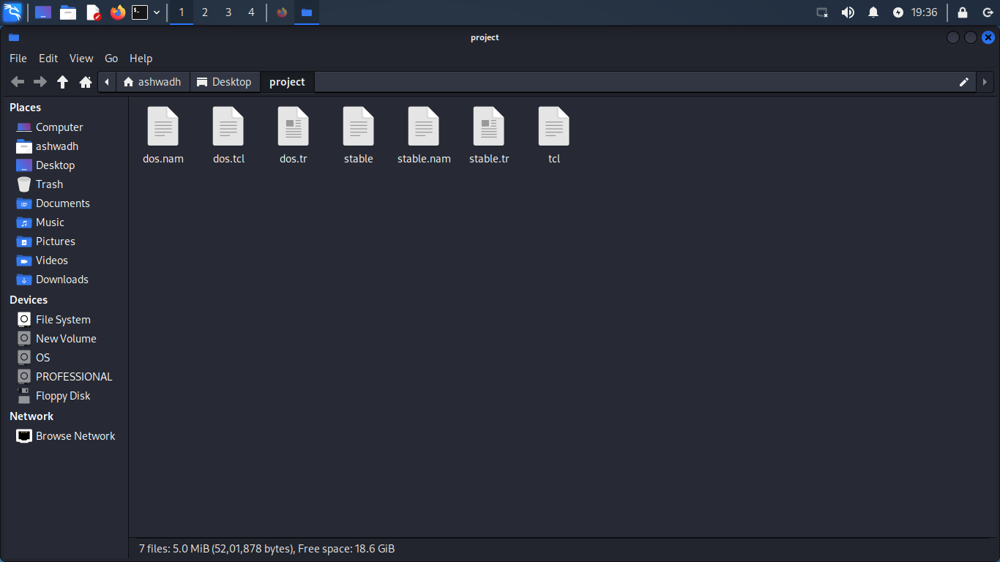 1 2 3 4 19:36
project
File Edit View Go Help
ashwadh Desktop project
Places
Computer
ashwadh
Desktop
Trash
Documents
Music
Pictures
Videos
Downloads
Devices
File System
New Volume
OS
PROFESSIONAL
Floppy Disk
Network
Browse Network
dos.nam dos.tcl dos.tr stable stable.nam stable.tr tcl
7 files: 5.0 MiB (52,01,878 bytes), Free space: 18.6 GiB